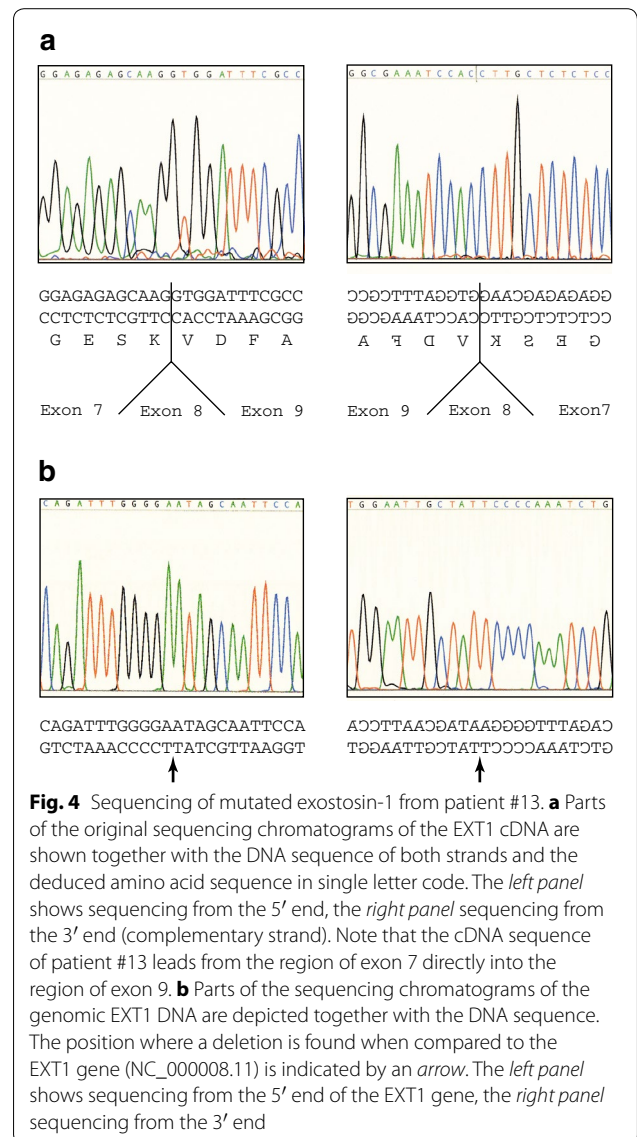 a
G G A G A G A G C A A G G T G G A T T T C G C C
G G C G A A A T C C A C C T T G C T C T C T C C
GGAGAGAGCAAGGTGGATTTCGCC
CCTCTCTCGTTCCACCTAAAGCGG
G E S K V D F A
Exon 7 Exon 8 Exon 9
CCGCTTTAGGTGGAACGAGAGAGG
GGCGAAATCCACCTTGCTCTCTCC
A F D V K S E G
Exon 9 Exon 8 Exon7
b
C A G A T T T G G G G A A T A G C A A T T C C A
T G G A A T T G C T A T T C C C C A A A T C T G
CAGATTTGGGGAATAGCAATTCCA
GTCTAAACCCCTTATCGTTAAGGT
ACCTTAACGATAAGGGGTTTAGAC
TGGAATTGCTATTCCCCAAATCTG
Fig. 4 Sequencing of mutated exostosin-1 from patient #13. a Parts
of the original sequencing chromatograms of the EXT1 cDNA are
shown together with the DNA sequence of both strands and the
deduced amino acid sequence in single letter code. The left panel
shows sequencing from the 5′ end, the right panel sequencing from
the 3′ end (complementary strand). Note that the cDNA sequence
of patient #13 leads from the region of exon 7 directly into the
region of exon 9. b Parts of the sequencing chromatograms of the
genomic EXT1 DNA are depicted together with the DNA sequence.
The position where a deletion is found when compared to the
EXT1 gene (NC_000008.11) is indicated by an arrow. The left panel
shows sequencing from the 5′ end of the EXT1 gene, the right panel
sequencing from the 3′ end